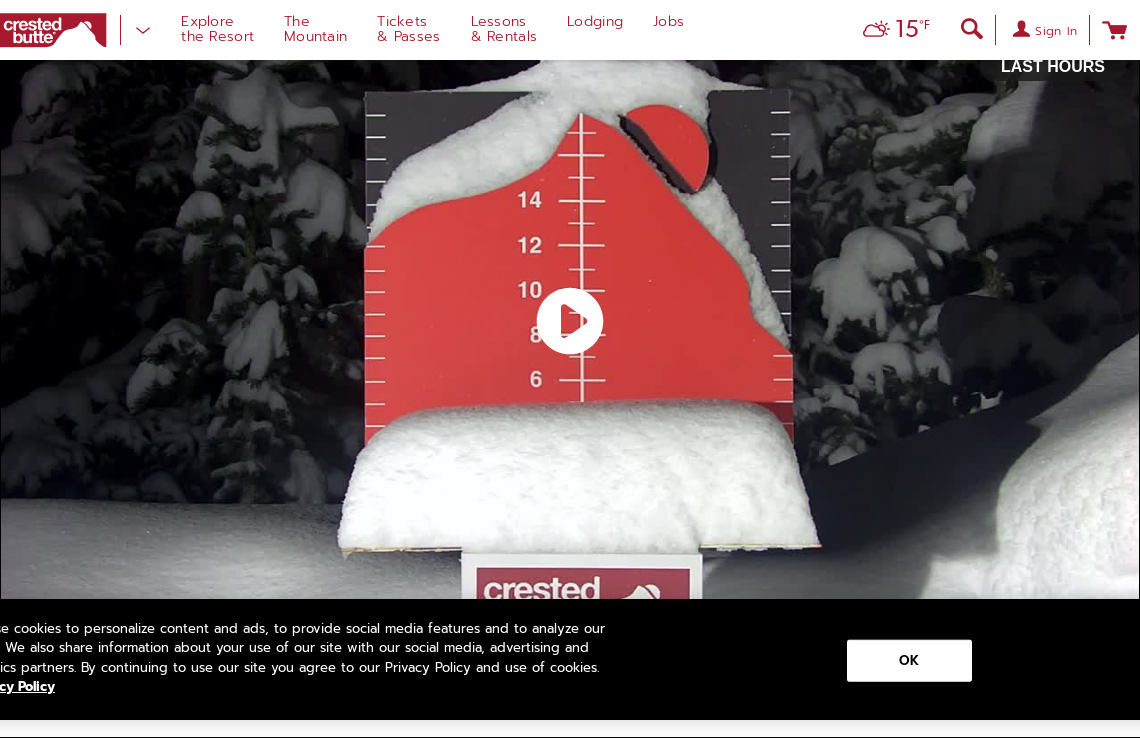 crested
butte
Explore
the Resort
The
Mountain
Tickets
& Passes
Lessons
& Rentals
Lodging
Jobs
15°F
Sign In
LAST HOURS
14
12
10
8
6
crested
cookies to personalize content and ads, to provide social media features and to analyze our
We also share information about your use of our site with our social media, advertising and
partners. By continuing to use our site you agree to our Privacy Policy and use of cookies.
Policy
OK